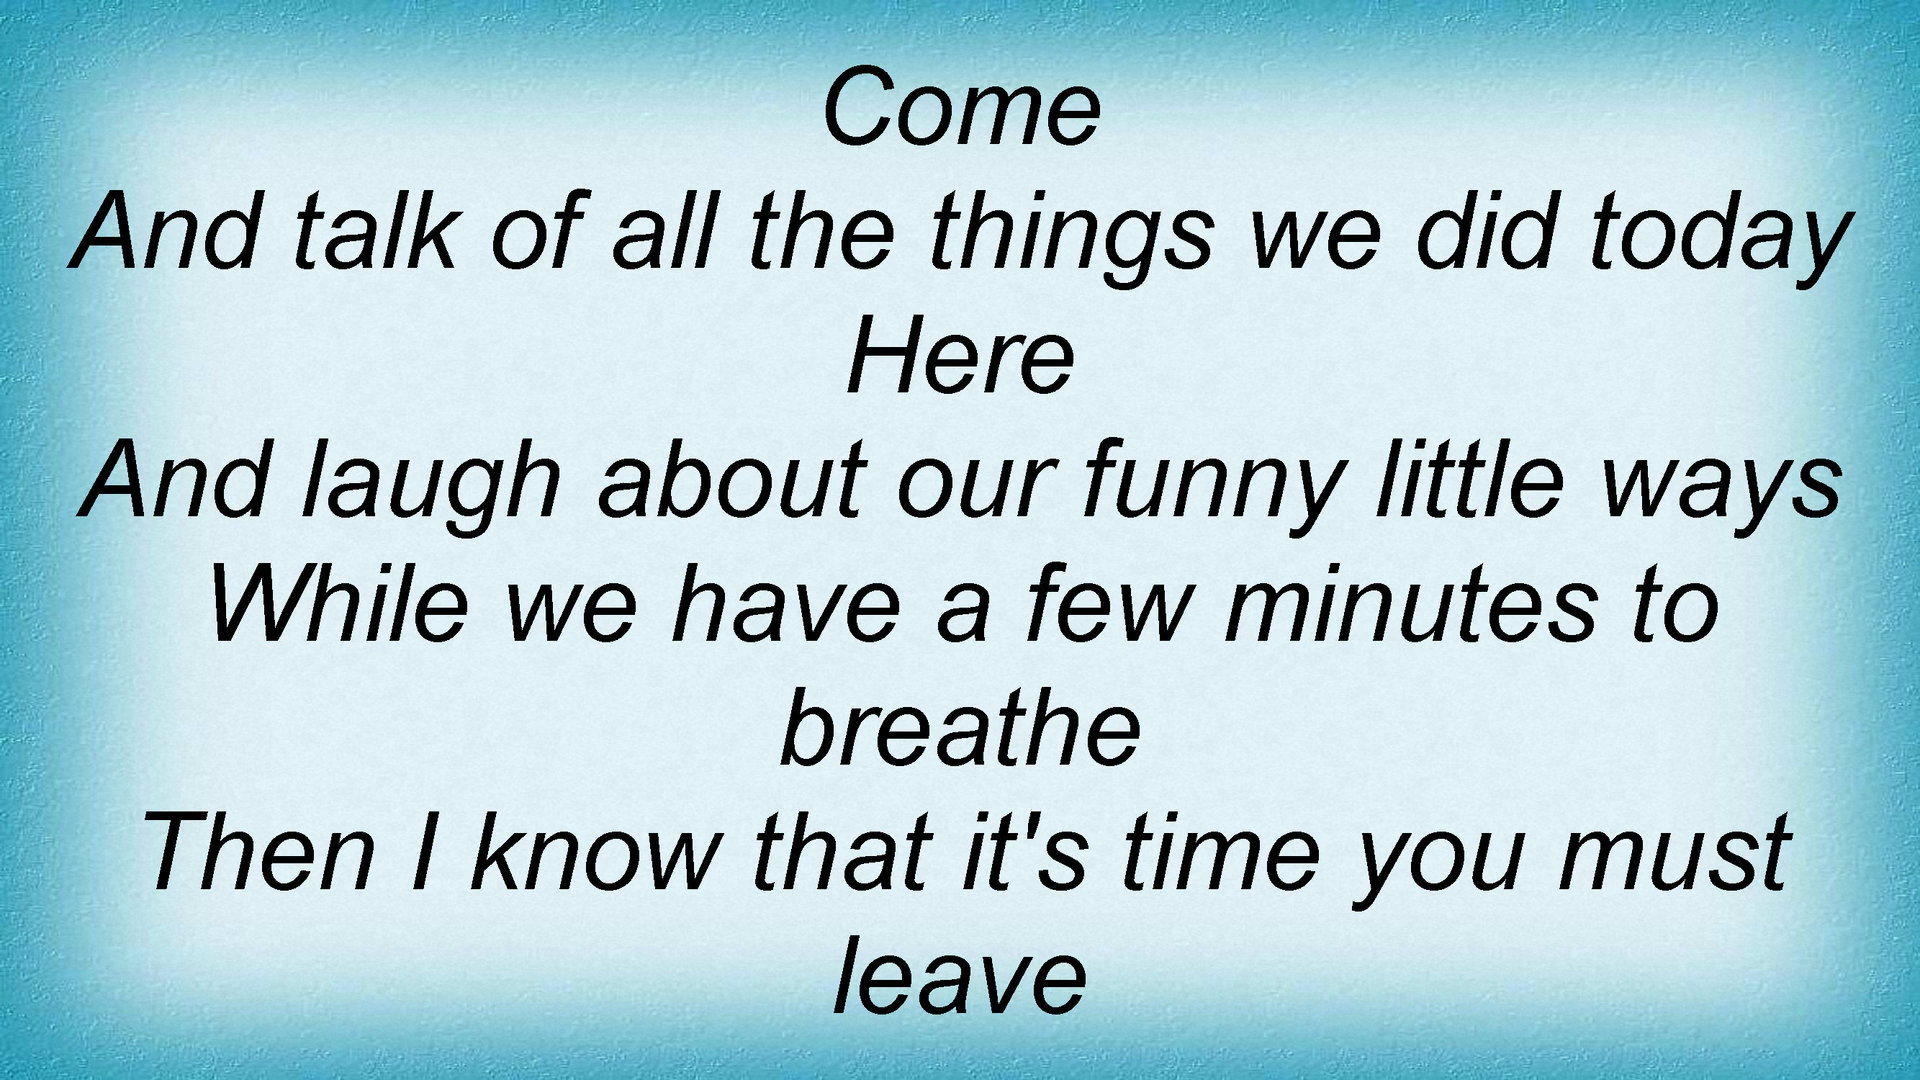 Come
And talk of all the things we did today
Here
And laugh about our funny little ways
While we have a few minutes to
breathe
Then I know that it's time you must
leave